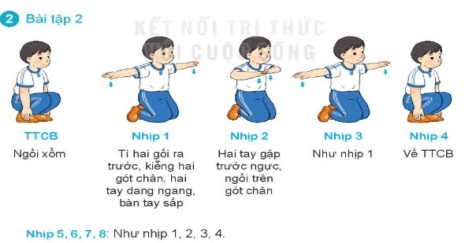 2 Bài tập 2
KẾT NỐI TRI THỨC
VỚI CUỘC SỐNG
TTCB
Ngồi xổm
Nhịp 1
Tì hai gối ra
trước, kiễng hai
gót chân, hai
tay dang ngang,
bàn tay sấp
Nhịp 2
Hai tay gập
trước ngực,
ngồi trên
gót chân
Nhịp 3
Như nhịp 1
Nhịp 4
Về TTCB
Nhịp 5, 6, 7, 8: Như nhịp 1, 2, 3, 4.